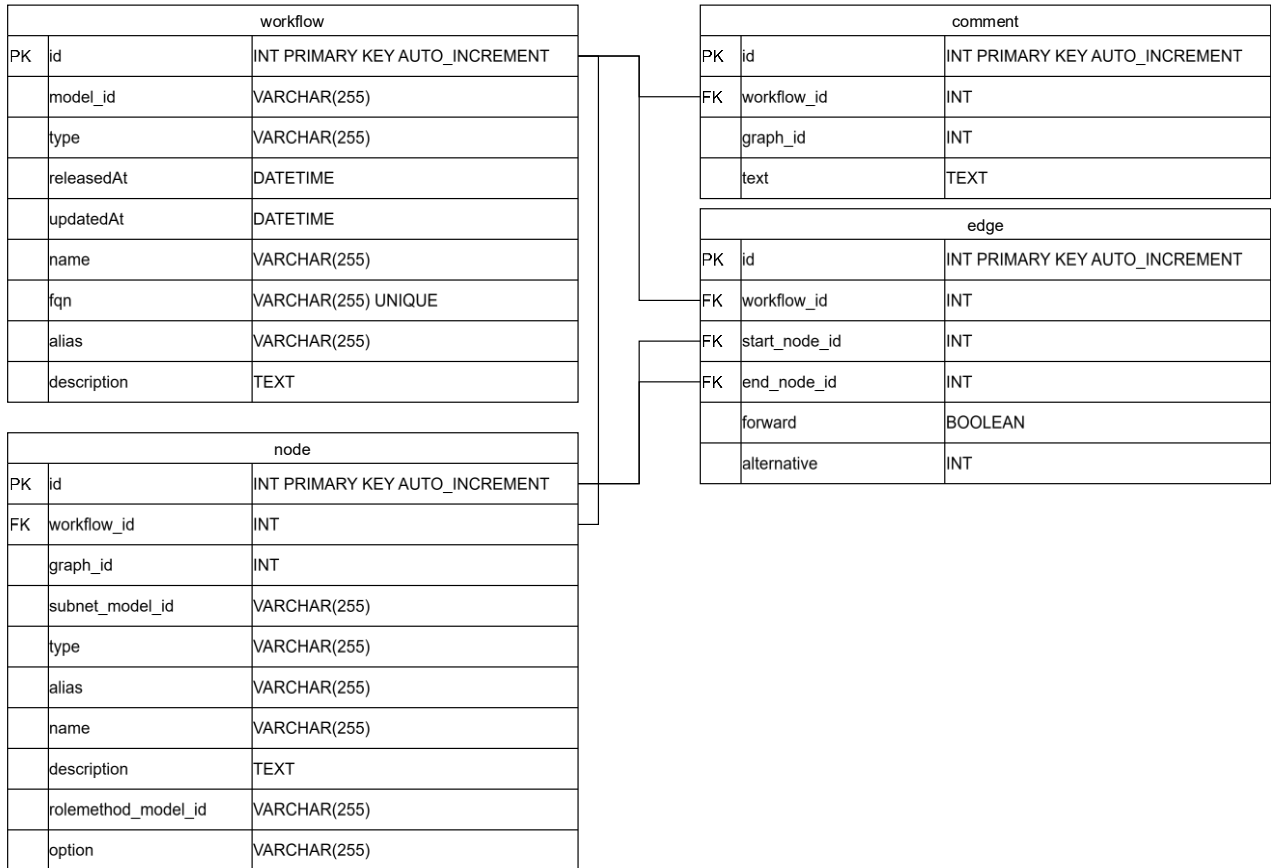 workflow
PK id INT PRIMARY KEY AUTO_INCREMENT
model_id VARCHAR(255)
type VARCHAR(255)
releasedAt DATETIME
updatedAt DATETIME
name VARCHAR(255)
fqn VARCHAR(255) UNIQUE
alias VARCHAR(255)
description TEXT
node
PK id INT PRIMARY KEY AUTO_INCREMENT
FK workflow_id INT
graph_id INT
subnet_model_id VARCHAR(255)
type VARCHAR(255)
alias VARCHAR(255)
name VARCHAR(255)
description TEXT
rolemethod_model_id VARCHAR(255)
option VARCHAR(255)
comment
PK id INT PRIMARY KEY AUTO_INCREMENT
FK workflow_id INT
graph_id INT
text TEXT
edge
PK id INT PRIMARY KEY AUTO_INCREMENT
FK workflow_id INT
FK start_node_id INT
FK end_node_id INT
forward BOOLEAN
alternative INT